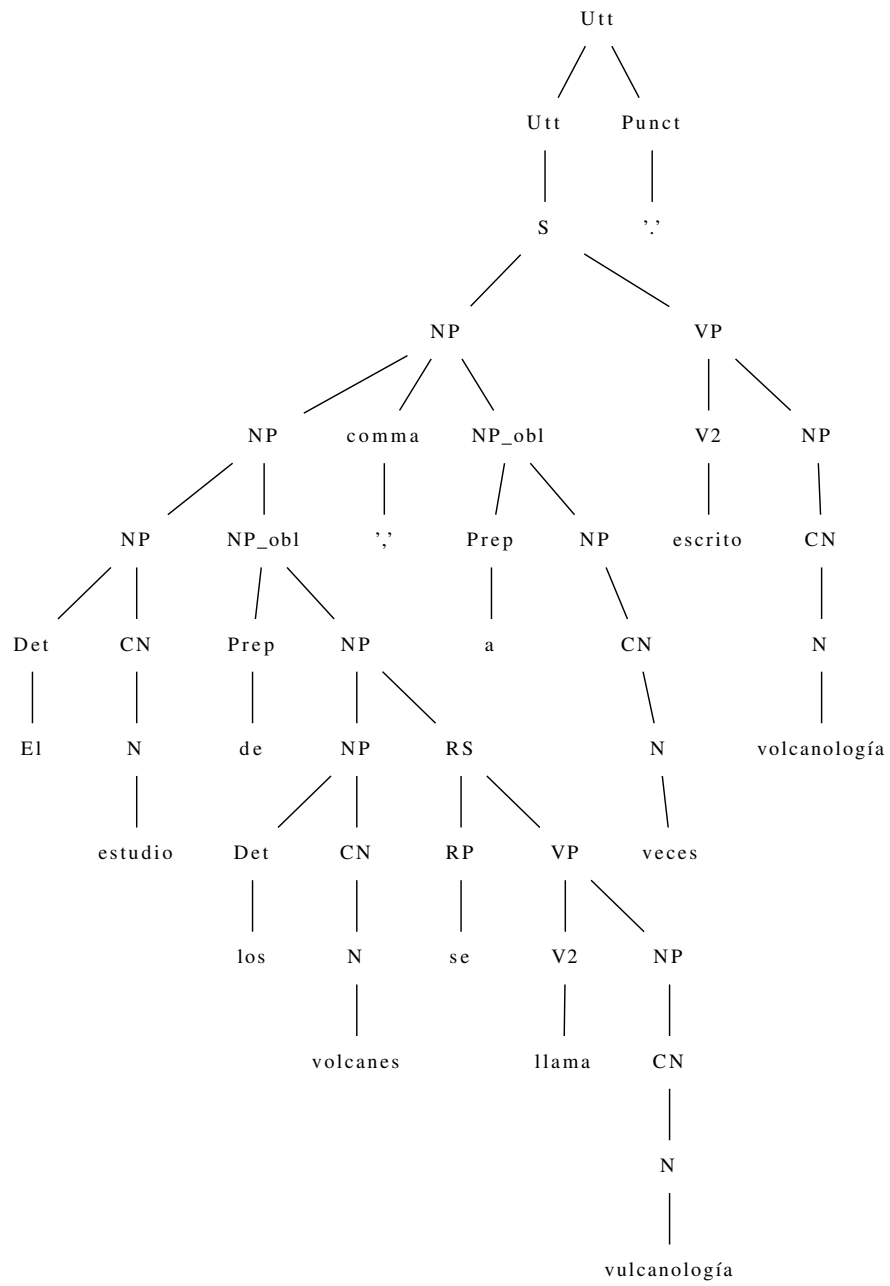 Utt
Utt Punct
S '.'
NP VP
NP comma NP_obl V2 NP
NP NP_obl ',' Prep NP escrito CN
Det CN Prep NP a CN N
El N de NP RS N volcanología
estudio Det CN RP VP veces
los N se V2 NP
volcanes llama CN
N
vulcanología